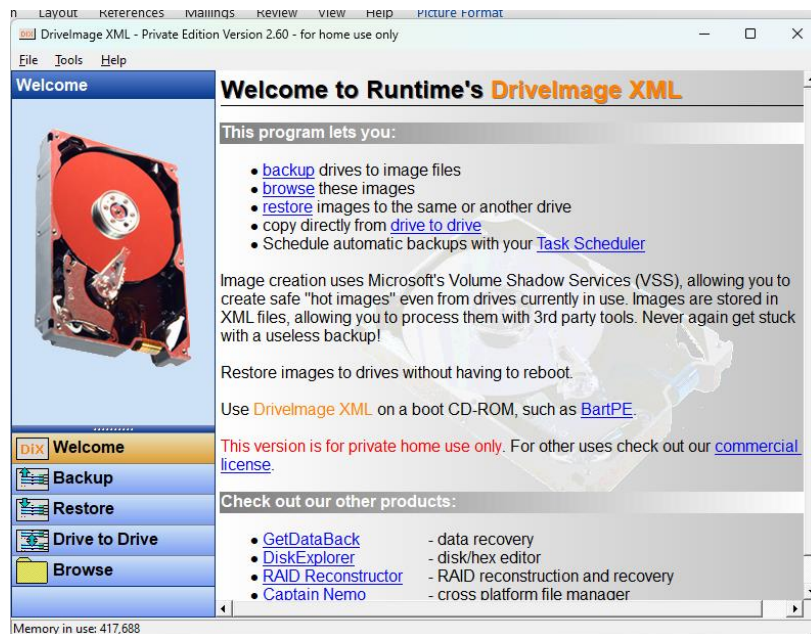 Layout References Mailings Review View Help Picture Format
DriveImage XML - Private Edition Version 2.60 - for home use only
File Tools Help
Welcome
Welcome to Runtime's DriveImage XML
This program lets you:
• backup drives to image files
• browse these images
• restore images to the same or another drive
• copy directly from drive to drive
• Schedule automatic backups with your Task Scheduler
Image creation uses Microsoft's Volume Shadow Services (VSS), allowing you to
create safe "hot images" even from drives currently in use. Images are stored in
XML files, allowing you to process them with 3rd party tools. Never again get stuck
with a useless backup!
Restore images to drives without having to reboot.
Use DriveImage XML on a boot CD-ROM, such as BartPE.
This version is for private home use only. For other uses check out our commercial
license.
Check out our other products:
• GetDataBack - data recovery
• DiskExplorer - disk/hex editor
• RAID Reconstructor - RAID reconstruction and recovery
• Captain Nemo - cross platform file manager
DiX Welcome
Backup
Restore
Drive to Drive
Browse
Memory in use: 417,688